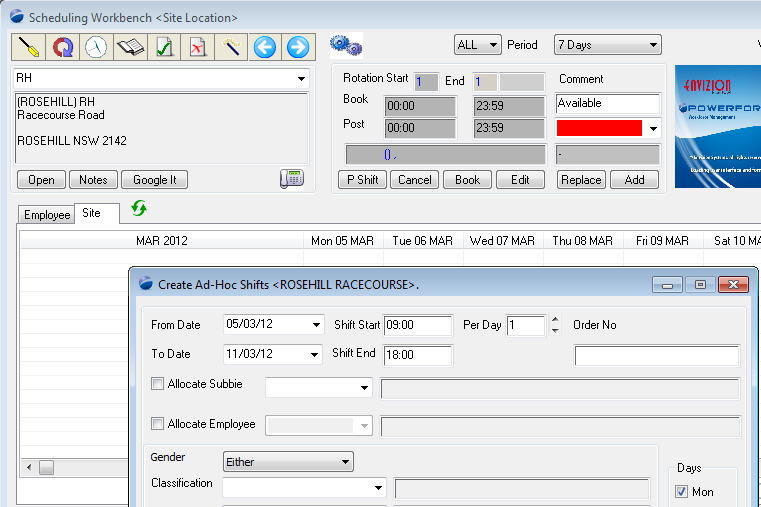 Scheduling Workbench <Site Location>
ALL Period 7 Days
RH
(ROSEHILL) RH
Racecourse Road
ROSEHILL NSW 2142
Open Notes Google It
Rotation Start 1 End 1 Comment
Book 00:00 23:59 Available
Post 00:00 23:59
() , -
P Shift Cancel Book Edit Replace Add
ENVIZION
POWERFOR
Workforce Management
Employee Site
MAR 2012 Mon 05 MAR Tue 06 MAR Wed 07 MAR Thu 08 MAR Fri 09 MAR Sat 10 MA
Create Ad-Hoc Shifts <ROSEHILL RACECOURSE>.
From Date 05/03/12 Shift Start 09:00 Per Day 1 Order No
To Date 11/03/12 Shift End 18:00
Allocate Subbie
Allocate Employee
Gender Either
Classification
Days
Mon